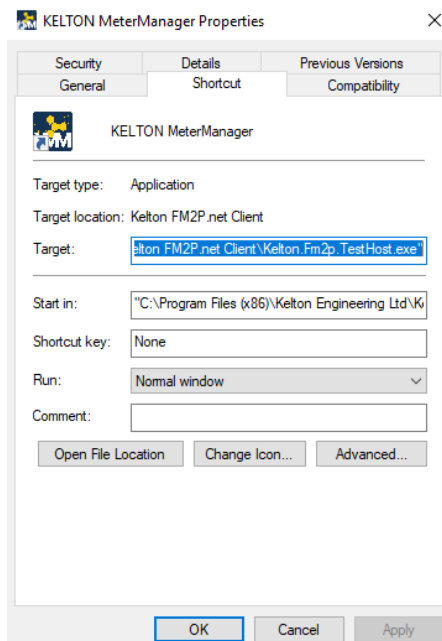 KELTON MeterManager Properties
Security Details Previous Versions
General Shortcut Compatibility
MM
KELTON MeterManager
Target type: Application
Target location: Kelton FM2P.net Client
Target: elton FM2P.net Client\Kelton.Fm2p.TestHost.exe"
Start in: "C:\Program Files (x86)\Kelton Engineering Ltd\K
Shortcut key: None
Run: Normal window
Comment:
Open File Location Change Icon... Advanced...
OK Cancel Apply